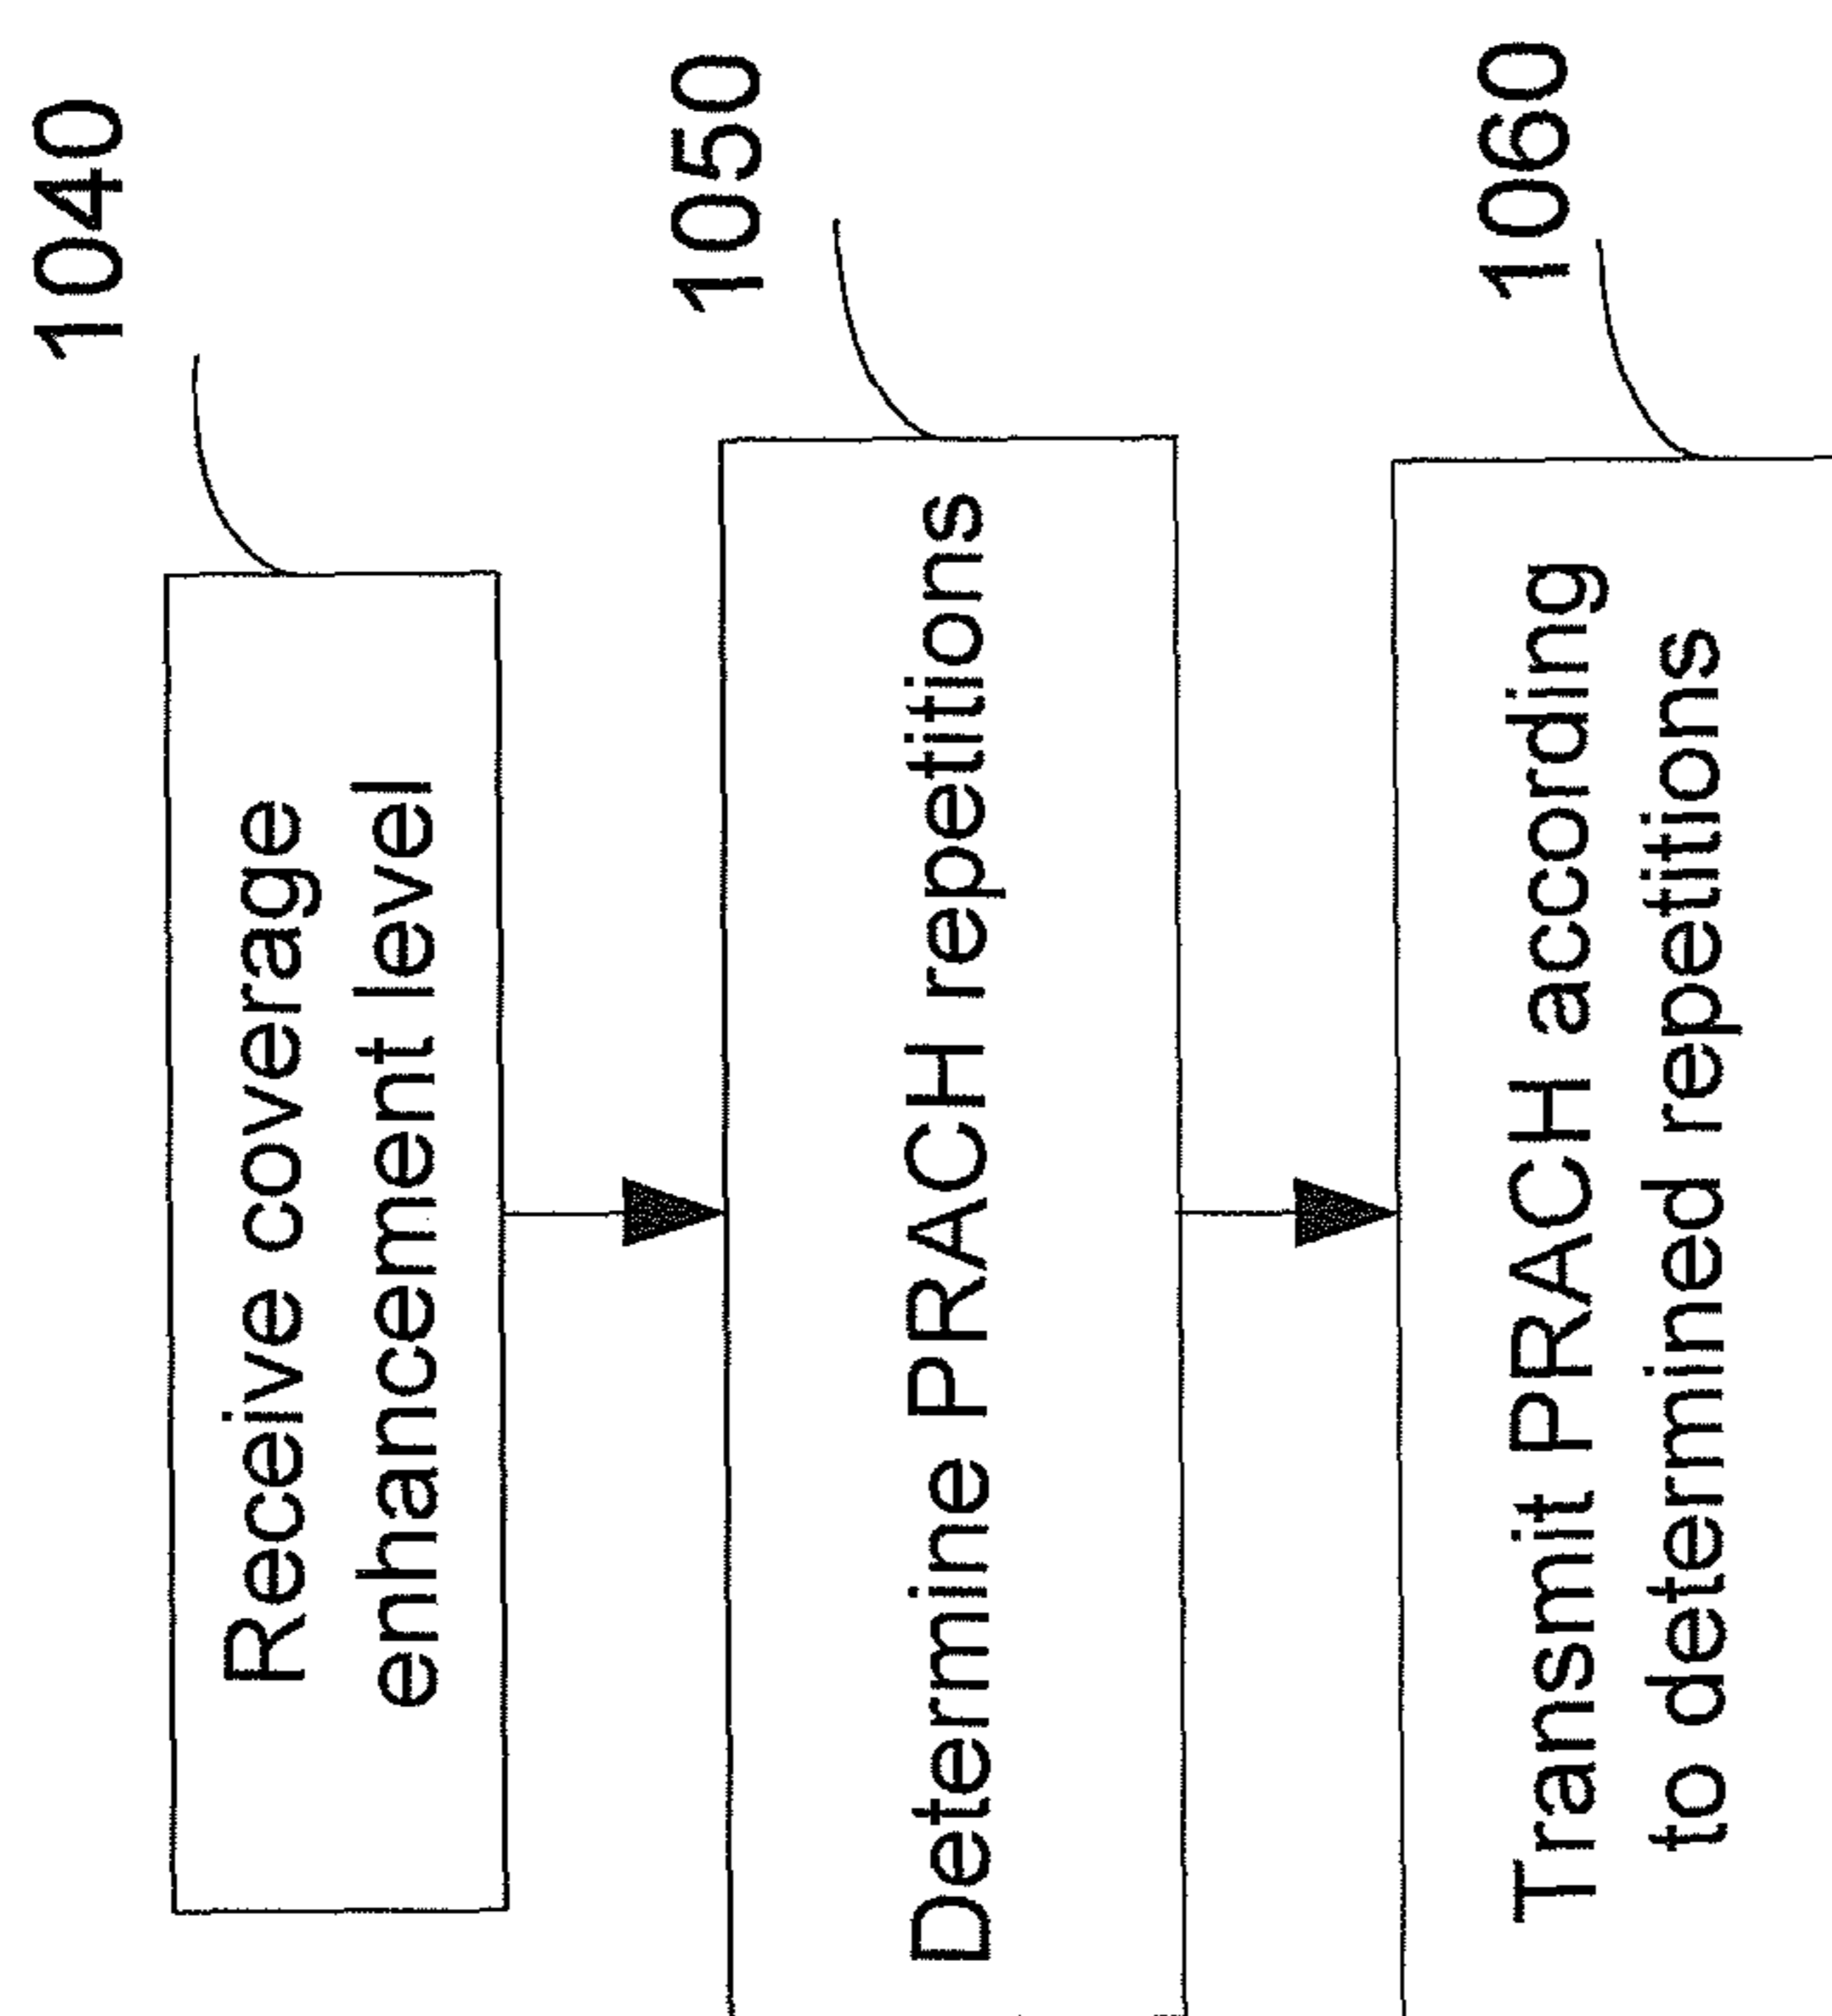 1040
Receive coverage
enhancement level
1050
Determine PRACH repetitions
1060
Transmit PRACH according
to determined repetitions